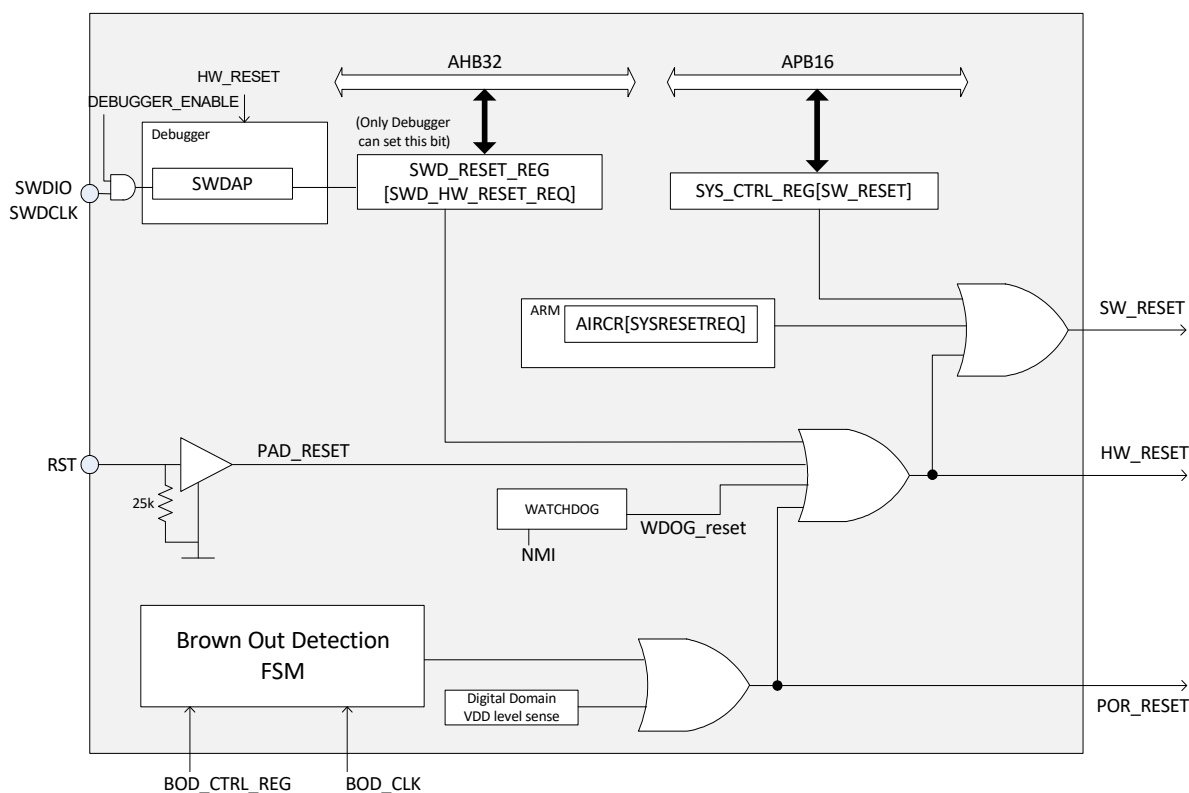 AHB32
APB16
HW_RESET
DEBUGGER_ENABLE
Debugger
(Only Debugger
can set this bit)
SWDIO
SWDCLK
SWDAP
SWD_RESET_REG
[SWD_HW_RESET_REQ]
SYS_CTRL_REG[SW_RESET]
ARM
AIRCR[SYSRESETREQ]
SW_RESET
RST
PAD_RESET
HW_RESET
25k
WATCHDOG
WDOG_reset
NMI
Brown Out Detection
FSM
Digital Domain
VDD level sense
POR_RESET
BOD_CTRL_REG
BOD_CLK